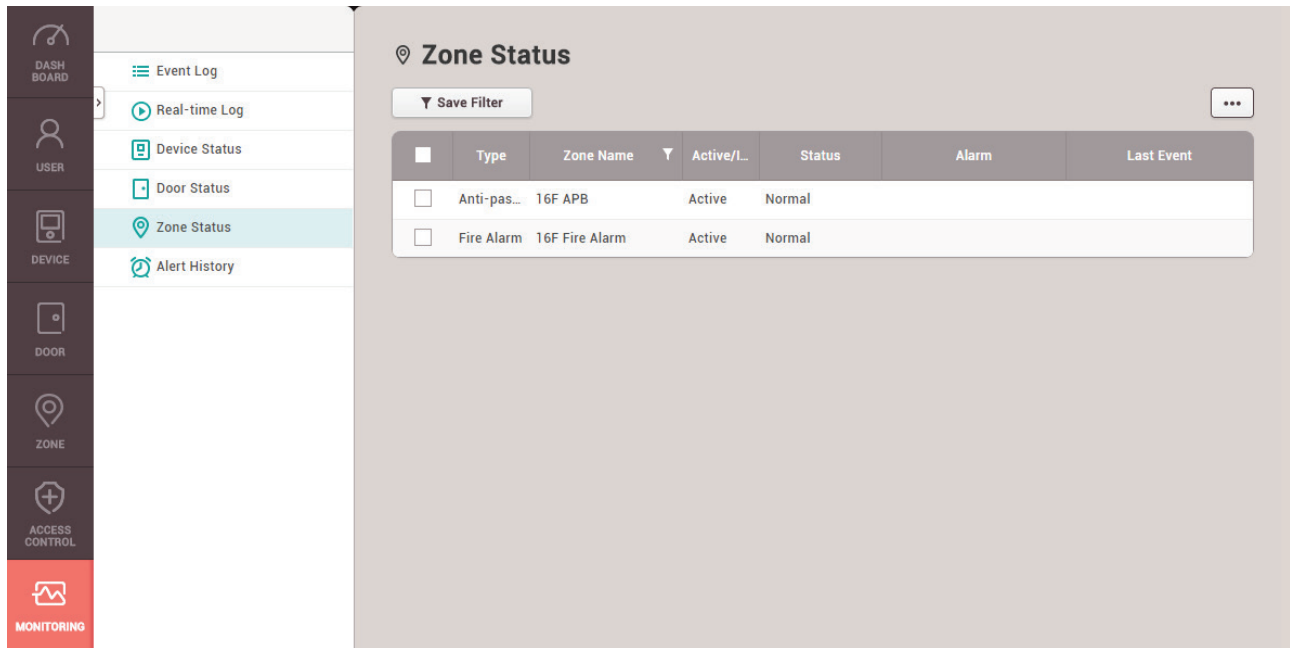 DASH
BOARD
USER
DEVICE
DOOR
ZONE
ACCESS
CONTROL
MONITORING
Event Log
Real-time Log
Device Status
Door Status
Zone Status
Alert History
Zone Status
Save Filter
Type Zone Name Active/I... Status Alarm Last Event
Anti-pas... 16F APB Active Normal
Fire Alarm 16F Fire Alarm Active Normal